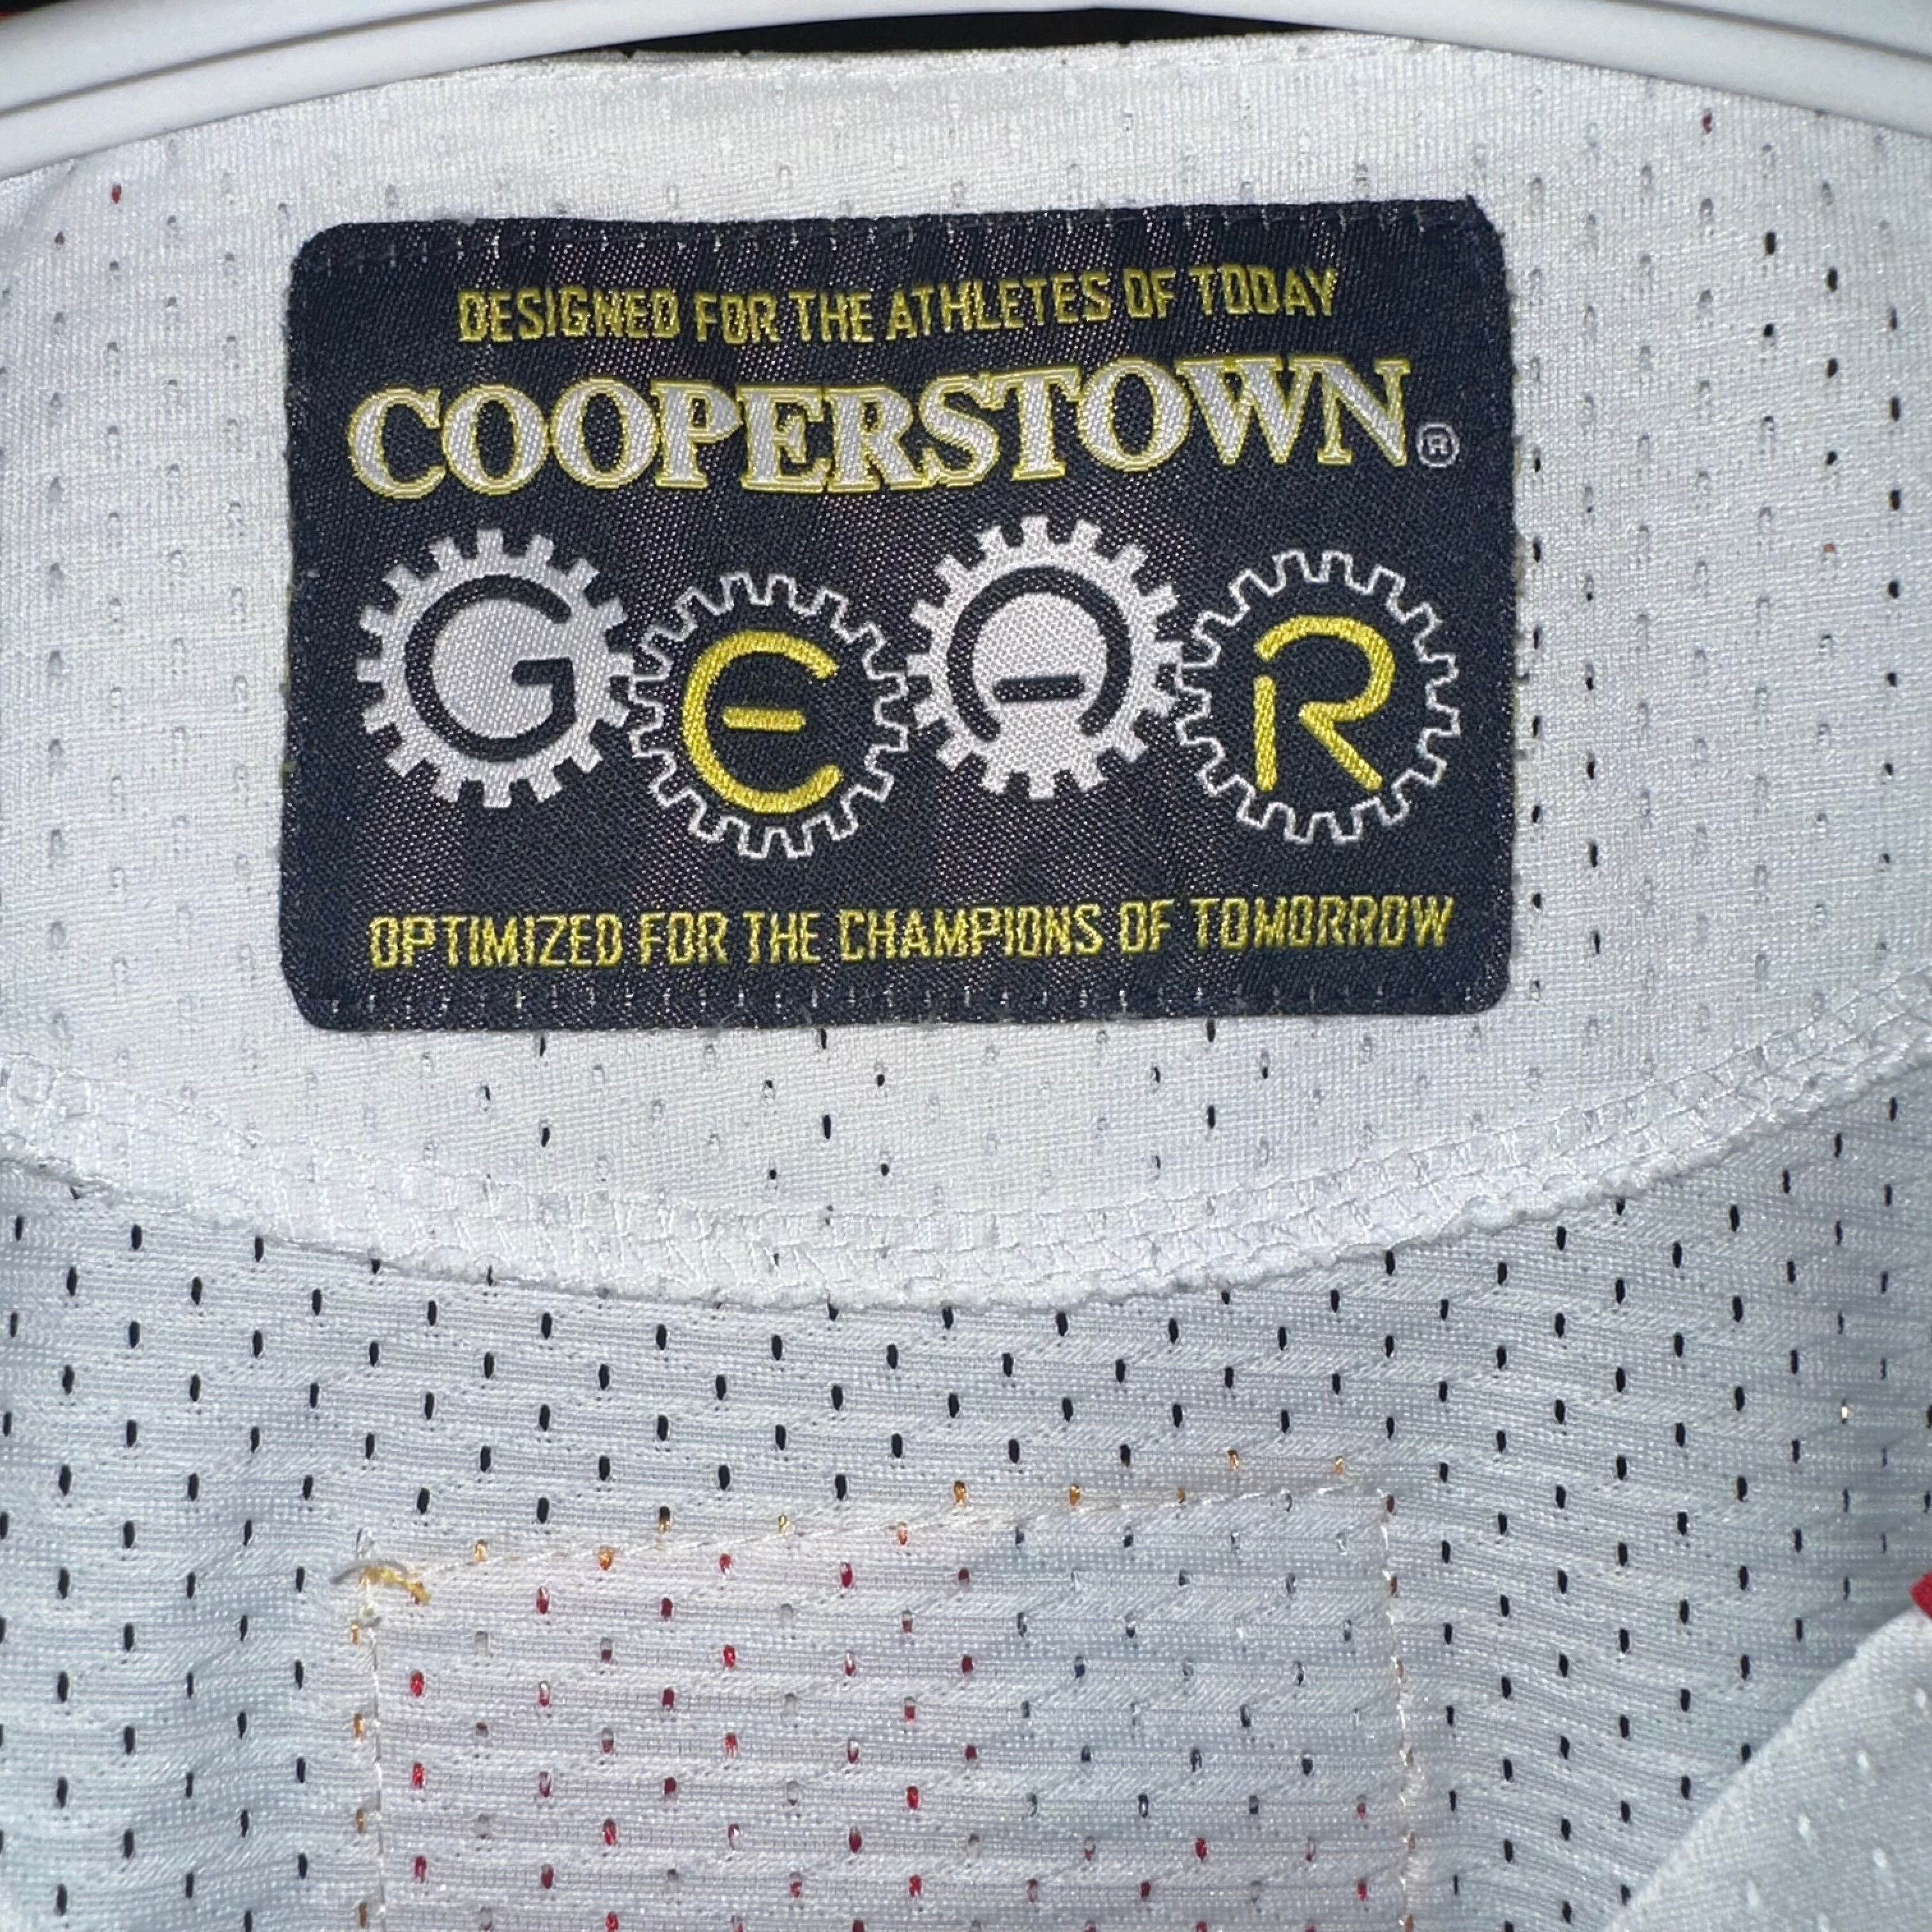 DESIGNED FOR THE ATHLETES OF TODAY
COOPERSTOWN®
GEAR
OPTIMIZED FOR THE CHAMPIONS OF TOMORROW